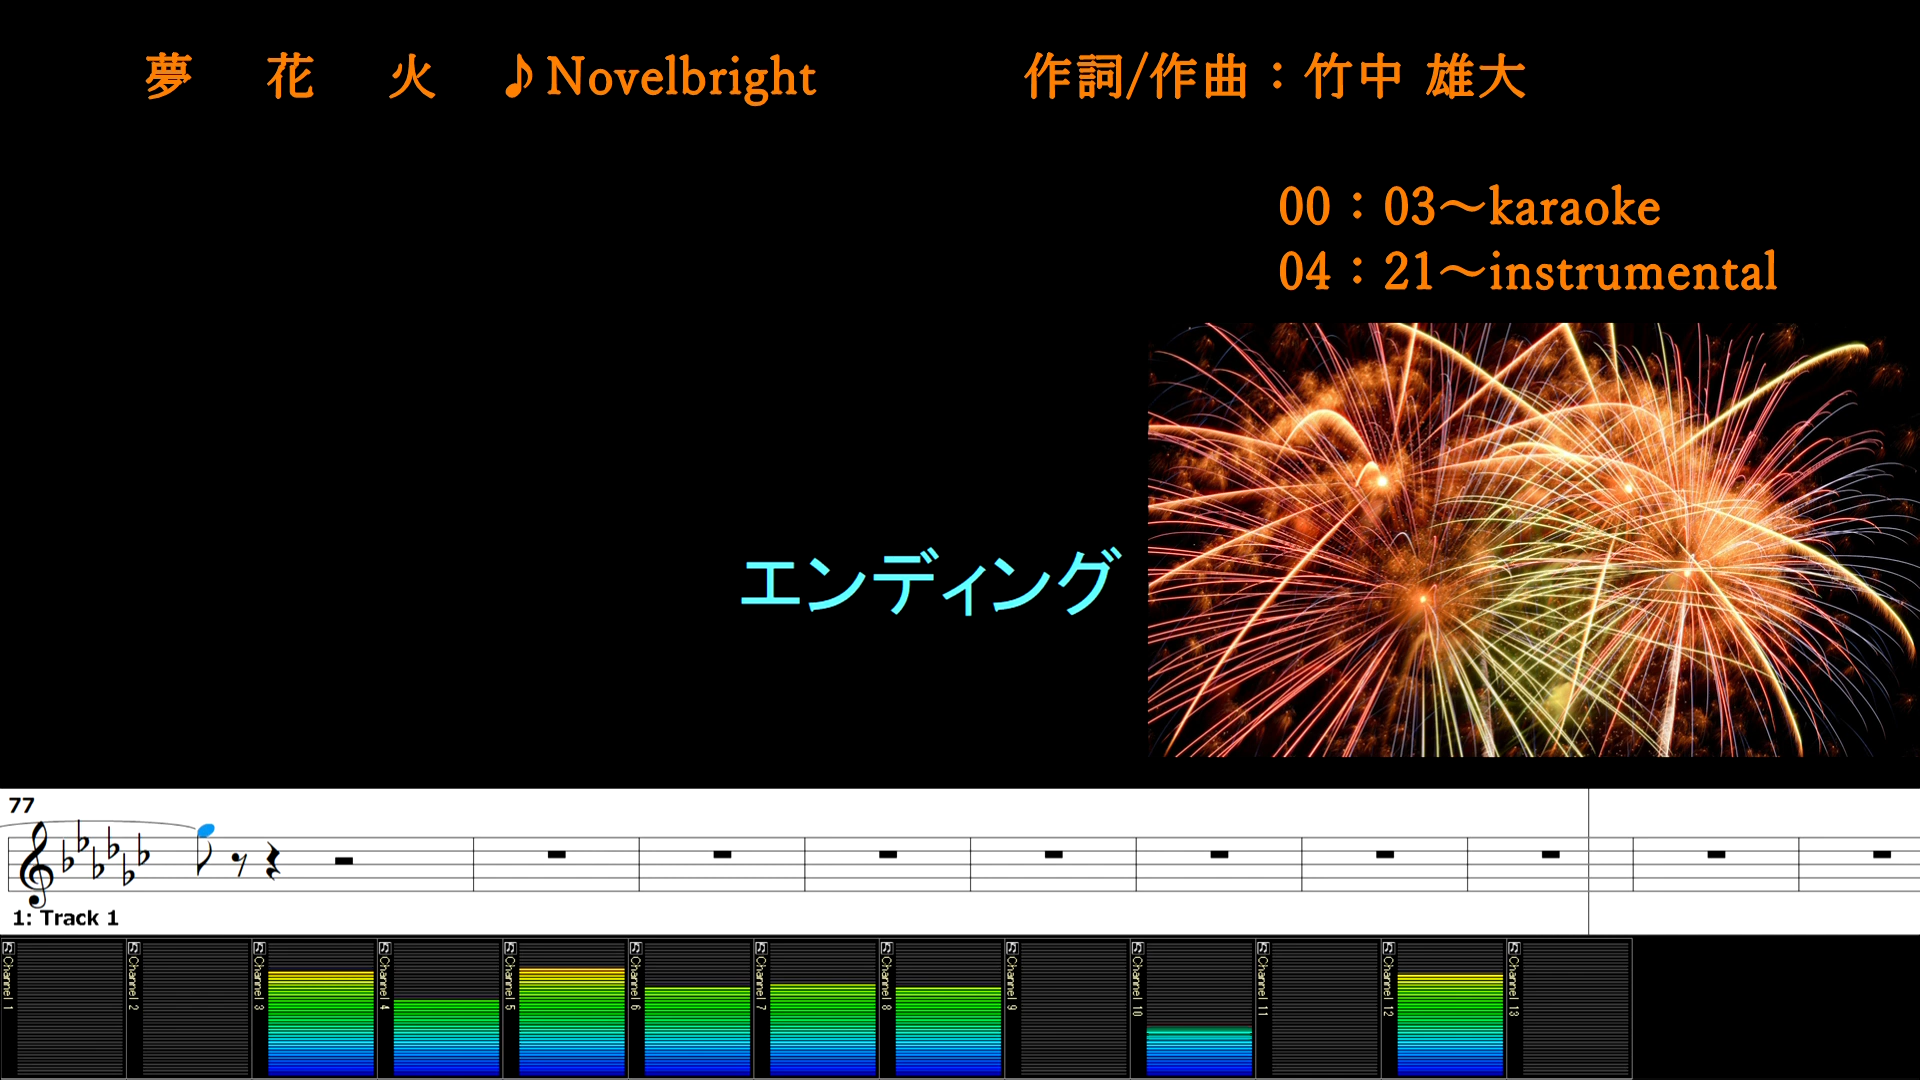 夢 花 火 ♪Novelbright 作詞/作曲：竹中 雄大
00：03～karaoke
04：21～instrumental
エンディング
77
1: Track 1
Channel 1 Channel 2 Channel 3 Channel 4 Channel 5 Channel 6 Channel 7 Channel 8 Channel 9 Channel 10 Channel 11 Channel 12 Channel 13